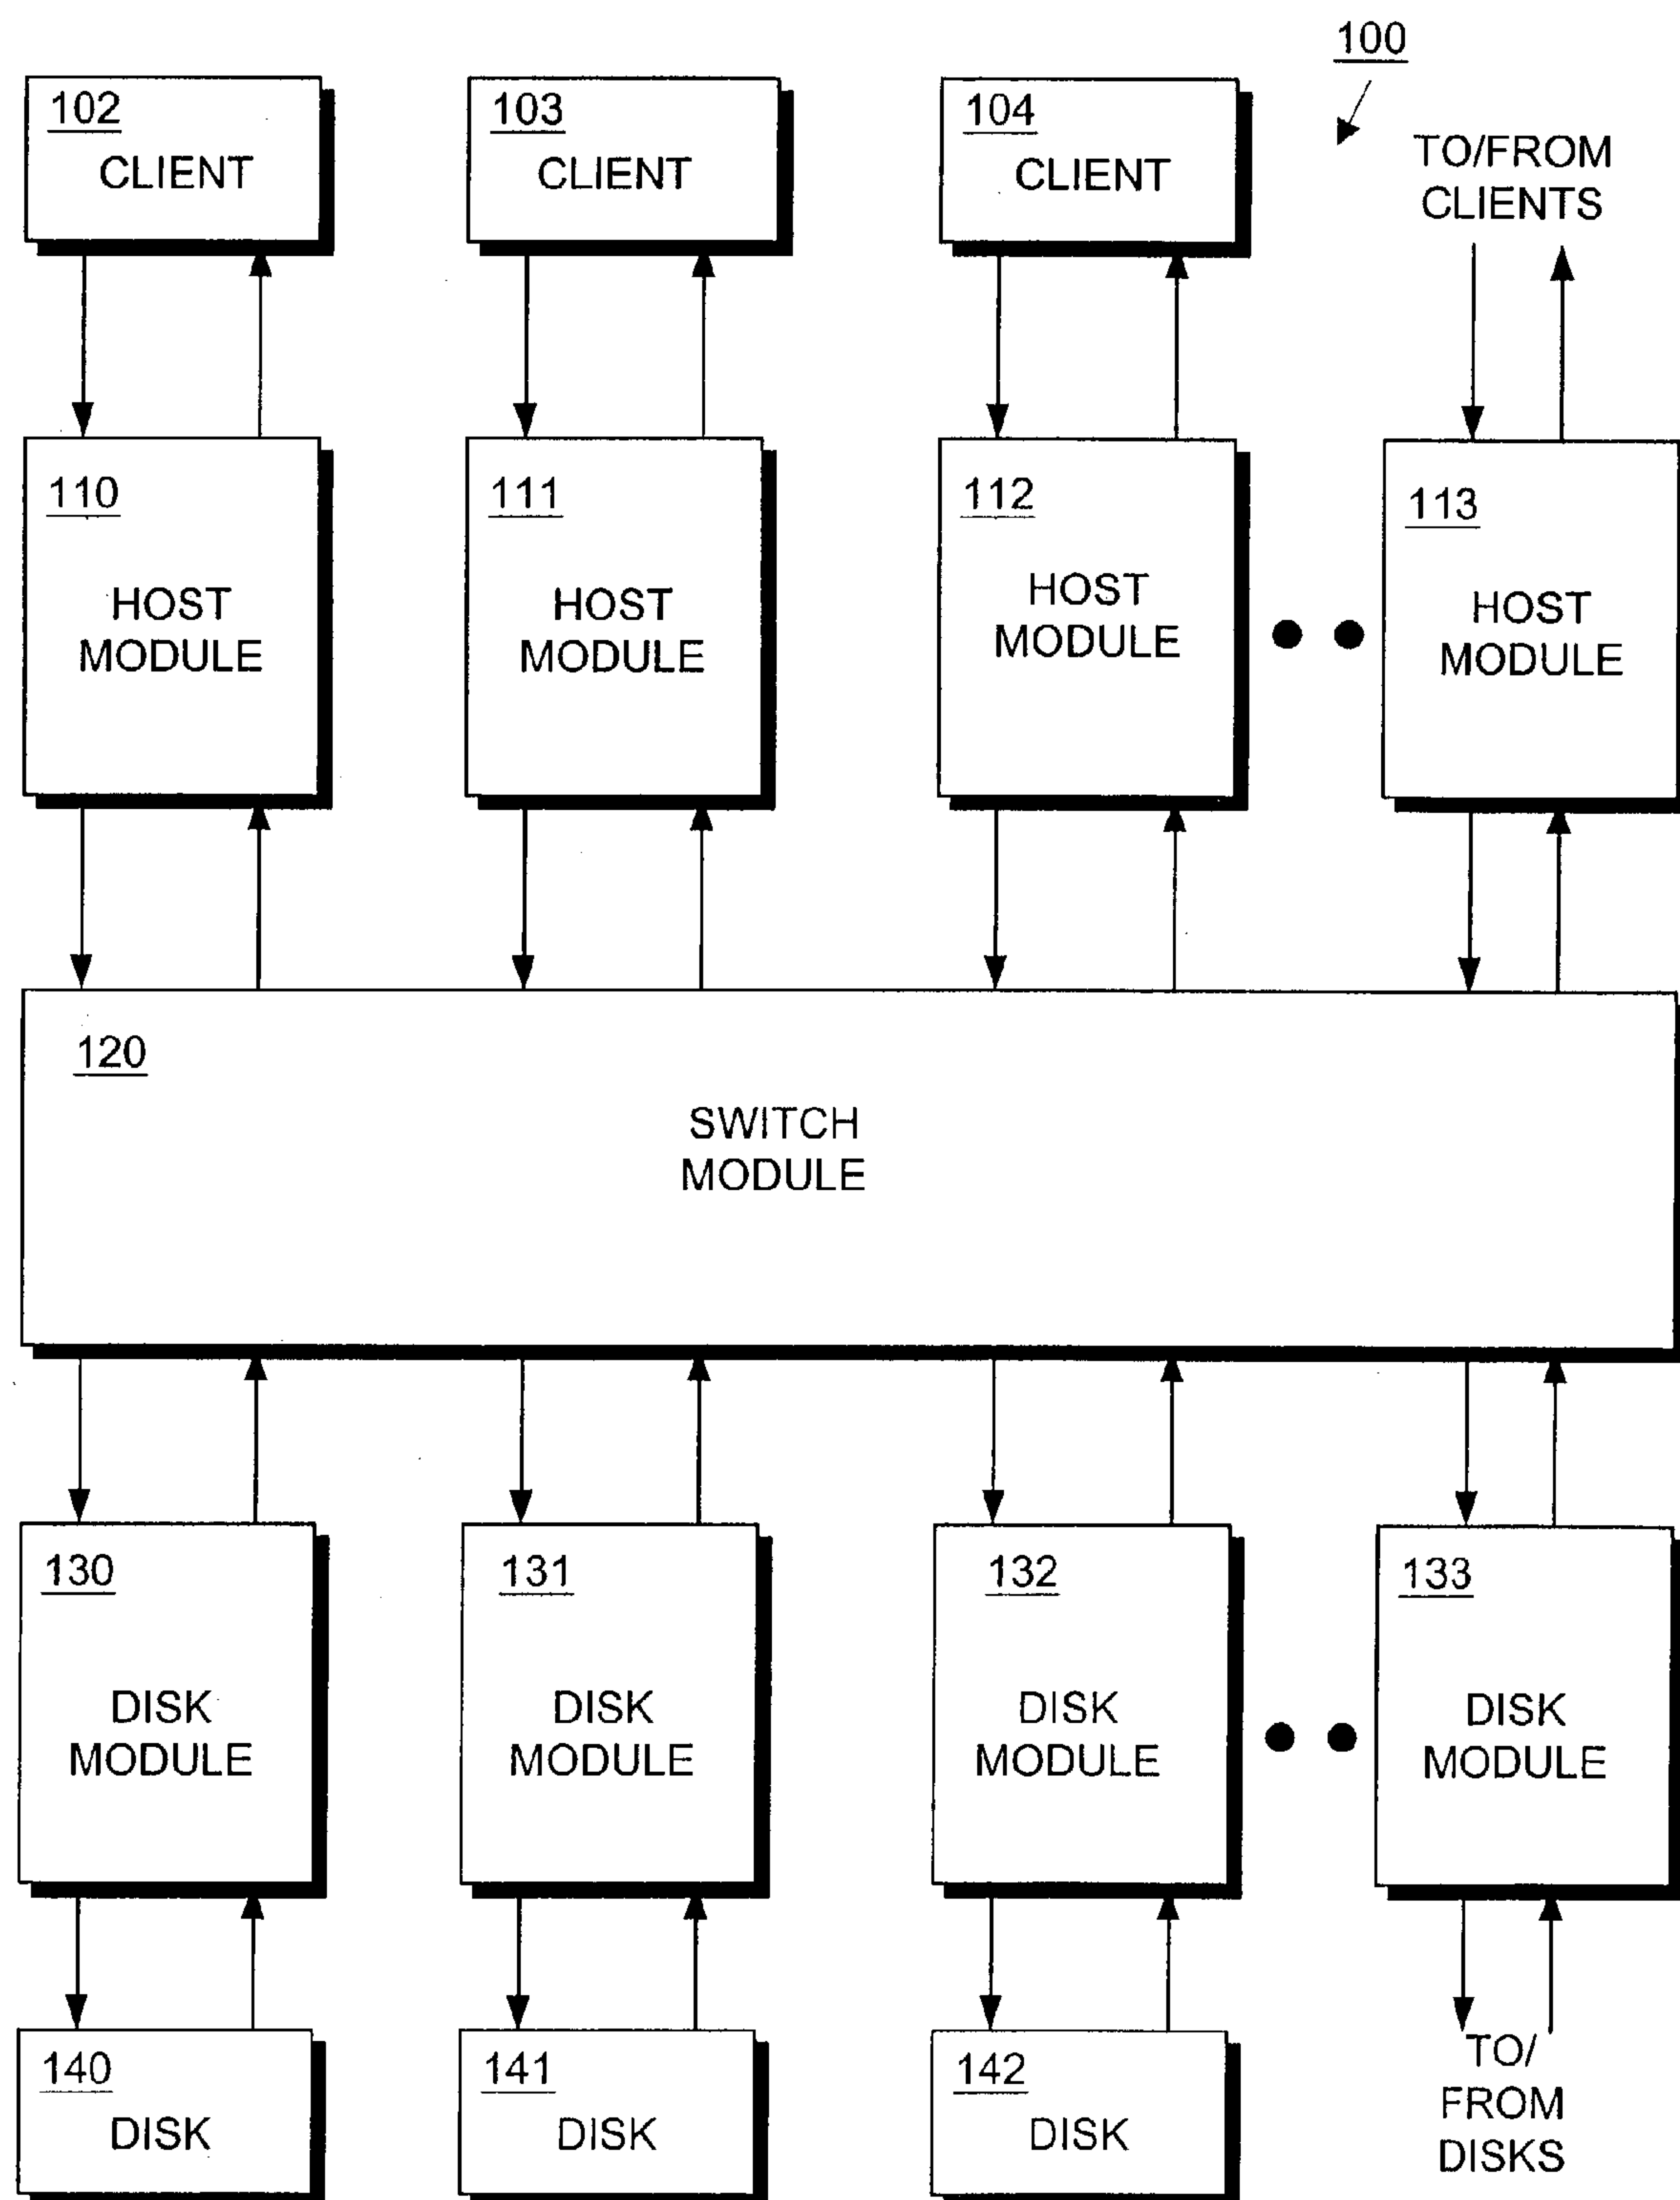 100
102
CLIENT
103
CLIENT
104
CLIENT
TO/FROM
CLIENTS
110
HOST
MODULE
111
HOST
MODULE
112
HOST
MODULE
113
HOST
MODULE
120
SWITCH
MODULE
130
DISK
MODULE
131
DISK
MODULE
132
DISK
MODULE
133
DISK
MODULE
140
DISK
141
DISK
142
DISK
TO/
FROM
DISKS